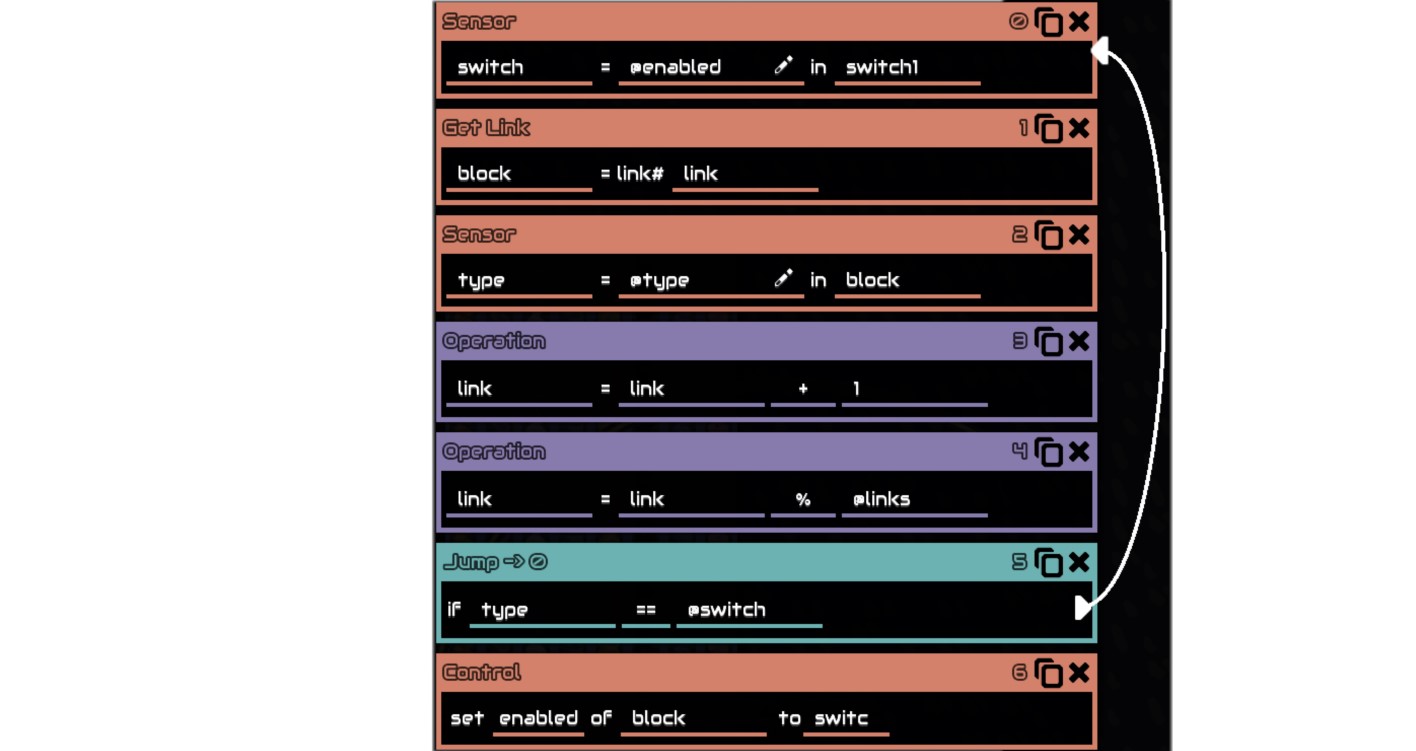 Sensor 0
switch = @enabled in switch1
Get Link 1
block = link# link
Sensor 2
type = @type in block
Operation 3
link = link + 1
Operation 4
link = link % @links
Jump -> 0 5
if type == @switch
Control 6
set enabled of block to switc